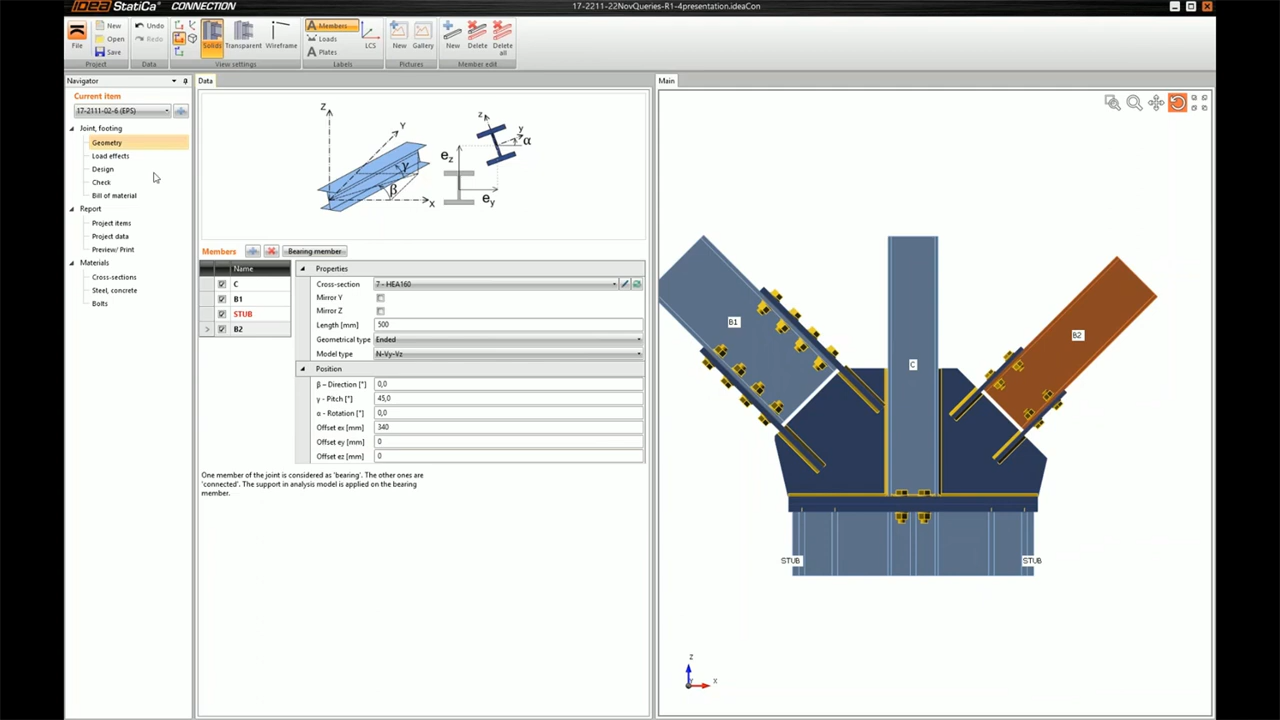 IDEA StatiCa® CONNECTION
17-2211-22NovQueries-R1-4presentation.ideaCon
File
New
Open
Save
Project
Undo
Redo
Data
Solids
Transparent
Wireframe
View settings
Members
Loads
Plates
LCS
Labels
New
Gallery
Pictures
New
Delete
Delete all
Member edit
Navigator
Current item
17-2111-02-6 (EPS)
Joint, footing
Geometry
Load effects
Design
Check
Bill of material
Report
Project items
Project data
Preview/ Print
Materials
Cross-sections
Steel, concrete
Bolts
Data
Z
Y
X
γ
β
z
y
α
ez
ey
Members
Bearing member
Name
C
B1
STUB
B2
Properties
Cross-section 7 - HEA160
Mirror Y
Mirror Z
Length [mm] 500
Geometrical type Ended
Model type N-Vy-Vz
Position
β – Direction [°] 0,0
γ - Pitch [°] 45,0
α - Rotation [°] 0,0
Offset ex [mm] 340
Offset ey [mm] 0
Offset ez [mm] 0
One member of the joint is considered as 'bearing'. The other ones are
'connected'. The support in analysis model is applied on the bearing
member.
Main
B1
C
B2
STUB
STUB
Z
Y
X